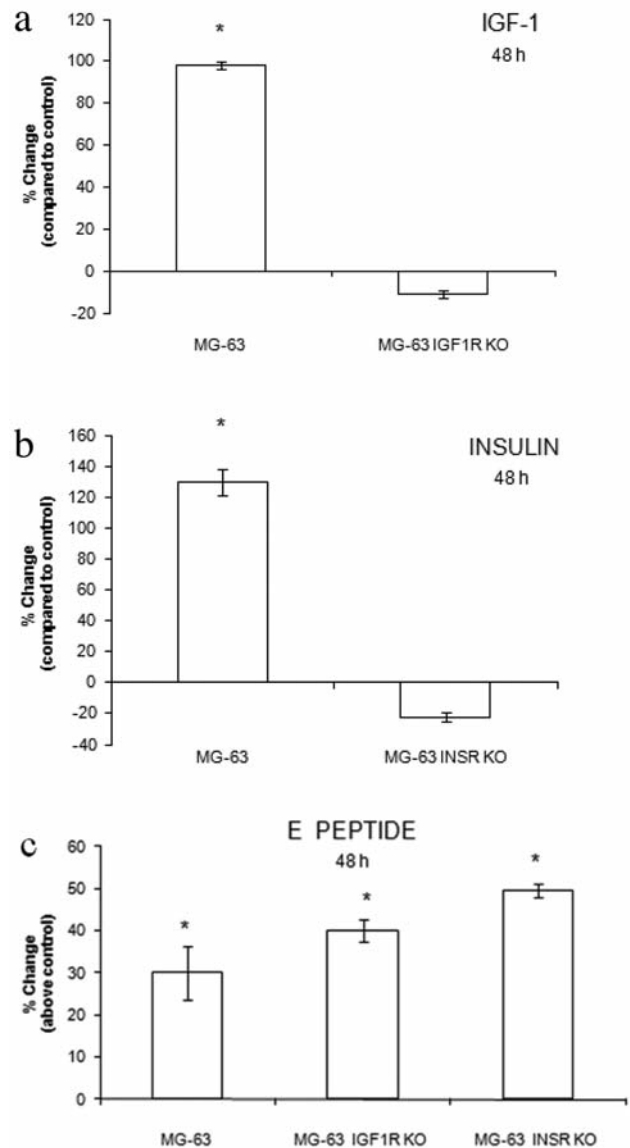 a
IGF-1
48 h
% Change
(compared to control)
120
100
80
60
40
20
0
-20
*
MG-63
MG-63 IGF1R KO
b
INSULIN
48 h
% Change
(compared to control)
160
140
120
100
80
60
40
20
0
-20
-40
*
MG-63
MG-63 INSR KO
c
E PEPTIDE
48 h
% Change
(above control)
60
50
40
30
20
10
0
*
*
*
MG-63
MG-63 IGF1R KO
MG-63 INSR KO